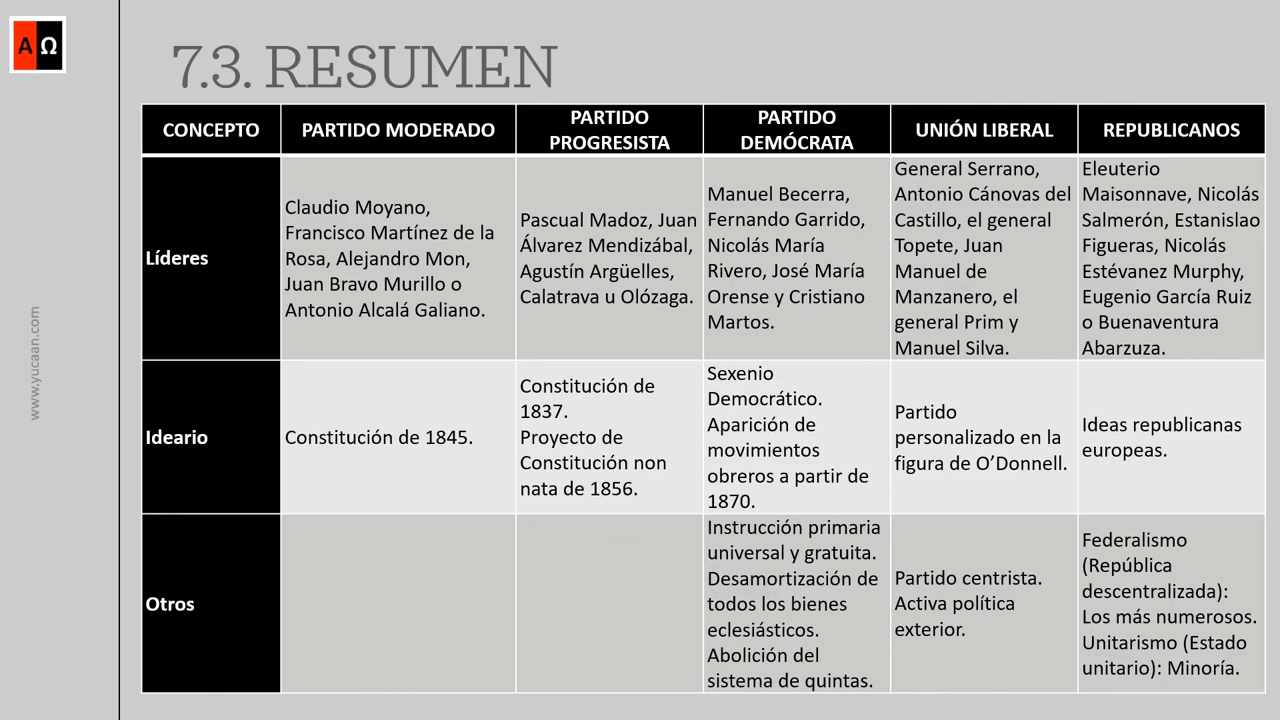 AΩ
7.3. RESUMEN
www.yucaan.com
CONCEPTO
PARTIDO MODERADO
PARTIDO
PROGRESISTA
PARTIDO
DEMÓCRATA
UNIÓN LIBERAL
REPUBLICANOS
Líderes
Claudio Moyano,
Francisco Martínez de la
Rosa, Alejandro Mon,
Juan Bravo Murillo o
Antonio Alcalá Galiano.
Pascual Madoz, Juan
Álvarez Mendizábal,
Agustín Argüelles,
Calatrava u Olózaga.
Manuel Becerra,
Fernando Garrido,
Nicolás María
Rivero, José María
Orense y Cristiano
Martos.
General Serrano,
Antonio Cánovas del
Castillo, el general
Topete, Juan
Manuel de
Manzanero, el
general Prim y
Manuel Silva.
Eleuterio
Maisonnave, Nicolás
Salmerón, Estanislao
Figueras, Nicolás
Estévanez Murphy,
Eugenio García Ruiz
o Buenaventura
Abarzuza.
Ideario
Constitución de 1845.
Constitución de
1837.
Proyecto de
Constitución non
nata de 1856.
Sexenio
Democrático.
Aparición de
movimientos
obreros a partir de
1870.
Partido
personalizado en la
figura de O’Donnell.
Ideas republicanas
europeas.
Otros
Instrucción primaria
universal y gratuita.
Desamortización de
todos los bienes
eclesiásticos.
Abolición del
sistema de quintas.
Partido centrista.
Activa política
exterior.
Federalismo
(República
descentralizada):
Los más numerosos.
Unitarismo (Estado
unitario): Minoría.